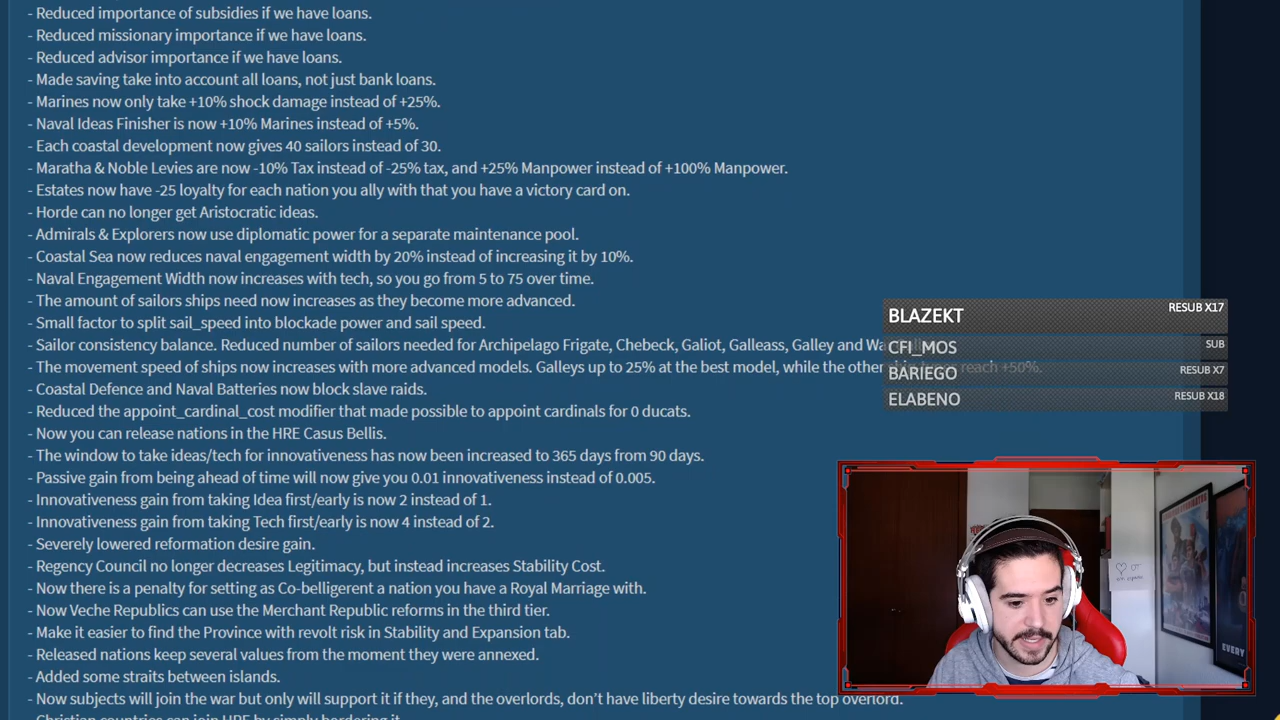 - Reduced importance of subsidies if we have loans.
- Reduced missionary importance if we have loans.
- Reduced advisor importance if we have loans.
- Made saving take into account all loans, not just bank loans.
- Marines now only take +10% shock damage instead of +25%.
- Naval Ideas Finisher is now +10% Marines instead of +5%.
- Each coastal development now gives 40 sailors instead of 30.
- Maratha & Noble Levies are now -10% Tax instead of -25% tax, and +25% Manpower instead of +100% Manpower.
- Estates now have -25 loyalty for each nation you ally with that you have a victory card on.
- Horde can no longer get Aristocratic ideas.
- Admirals & Explorers now use diplomatic power for a separate maintenance pool.
- Coastal Sea now reduces naval engagement width by 20% instead of increasing it by 10%.
- Naval Engagement Width now increases with tech, so you go from 5 to 75 over time.
- The amount of sailors ships need now increases as they become more advanced.
- Small factor to split sail_speed into blockade power and sail speed.
- Sailor consistency balance. Reduced number of sailors needed for Archipelago Frigate, Chebeck, Galiot, Galleass, Galley and
- The movement speed of ships now increases with more advanced models. Galleys up to 25% at the best model, while the other reach +50%.
- Coastal Defence and Naval Batteries now block slave raids.
- Reduced the appoint_cardinal_cost modifier that made possible to appoint cardinals for 0 ducats.
- Now you can release nations in the HRE Casus Bellis.
- The window to take ideas/tech for innovativeness has now been increased to 365 days from 90 days.
- Passive gain from being ahead of time will now give you 0.01 innovativeness instead of 0.005.
- Innovativeness gain from taking Idea first/early is now 2 instead of 1.
- Innovativeness gain from taking Tech first/early is now 4 instead of 2.
- Severely lowered reformation desire gain.
- Regency Council no longer decreases Legitimacy, but instead increases Stability Cost.
- Now there is a penalty for setting as Co-belligerent a nation you have a Royal Marriage with.
- Now Veche Republics can use the Merchant Republic reforms in the third tier.
- Make it easier to find the Province with revolt risk in Stability and Expansion tab.
- Released nations keep several values from the moment they were annexed.
- Added some straits between islands.
- Now subjects will join the war but only will support it if they, and the overlords, don't have liberty desire towards the top overlord.
- Christian countries can join HRE by simply bordering it
BLAZEKT RESUB X17
CFI_MOS SUB
BARIEGO RESUB X7
ELABENO RESUB X18
EVERY